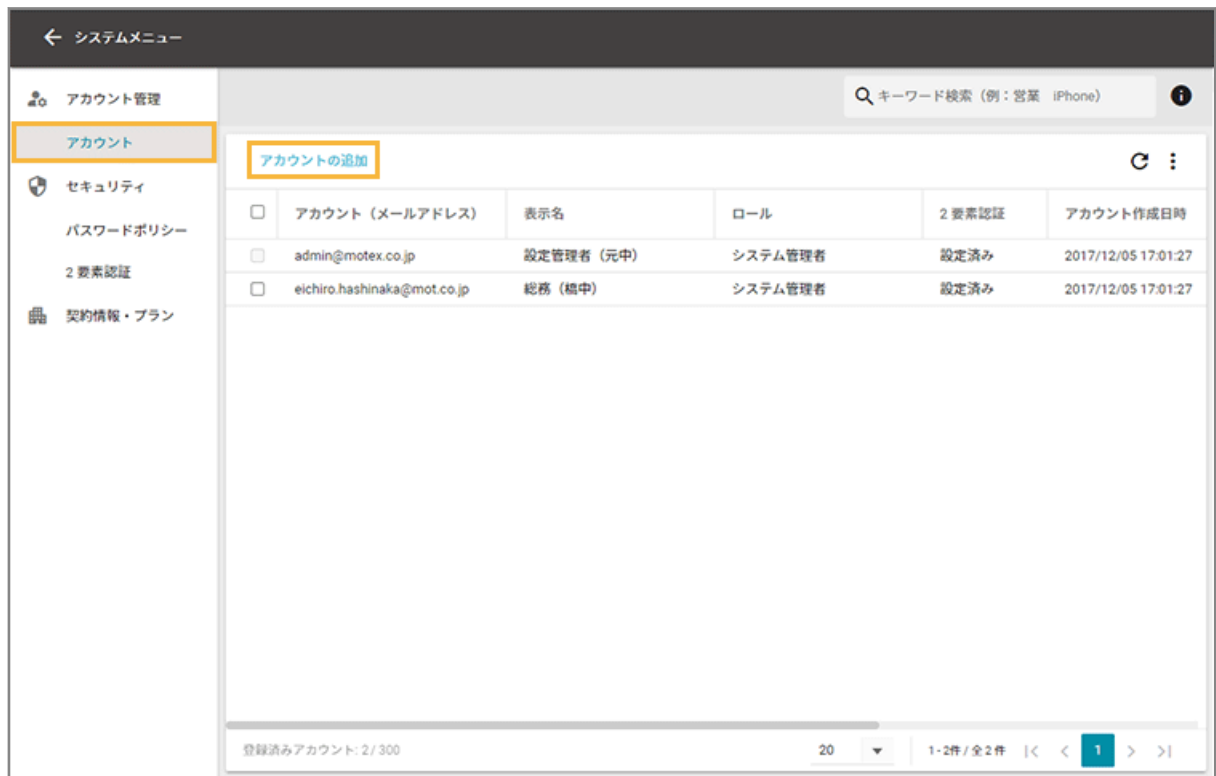 システムメニュー
アカウント管理
キーワード検索（例：営業　iPhone）
アカウント
アカウントの追加
セキュリティ
アカウント（メールアドレス） 表示名 ロール 2要素認証 アカウント作成日時
パスワードポリシー
admin@motex.co.jp 設定管理者（元中） システム管理者 設定済み 2017/12/05 17:01:27
2要素認証
eichiro.hashinaka@mot.co.jp 総務（橋中） システム管理者 設定済み 2017/12/05 17:01:27
契約情報・プラン
登録済みアカウント: 2 / 300 20 1 - 2件 / 全 2 件 1